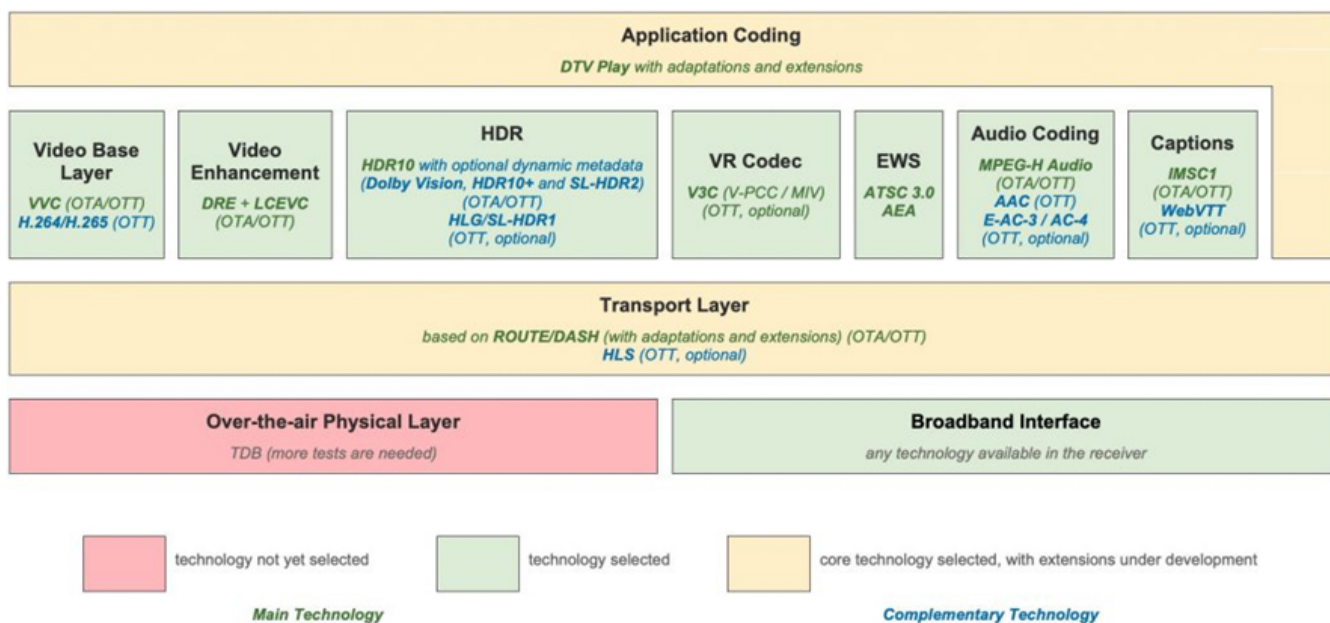 Application Coding
DTV Play with adaptations and extensions
Video Base
Layer
VVC (OTA/OTT)
H.264/H.265 (OTT)
Video
Enhancement
DRE + LCEVC
(OTA/OTT)
HDR
HDR10 with optional dynamic metadata
(Dolby Vision, HDR10+ and SL-HDR2)
(OTA/OTT)
HLG/SL-HDR1
(OTT, optional)
VR Codec
V3C (V-PCC / MIV)
(OTT, optional)
EWS
ATSC 3.0
AEA
Audio Coding
MPEG-H Audio
(OTA/OTT)
AAC (OTT)
E-AC-3 / AC-4
(OTT, optional)
Captions
IMSC1
(OTA/OTT)
WebVTT
(OTT, optional)
Transport Layer
based on ROUTE/DASH (with adaptations and extensions) (OTA/OTT)
HLS (OTT, optional)
Over-the-air Physical Layer
TDB (more tests are needed)
Broadband Interface
any technology available in the receiver
technology not yet selected
technology selected
core technology selected, with extensions under development
Main Technology
Complementary Technology